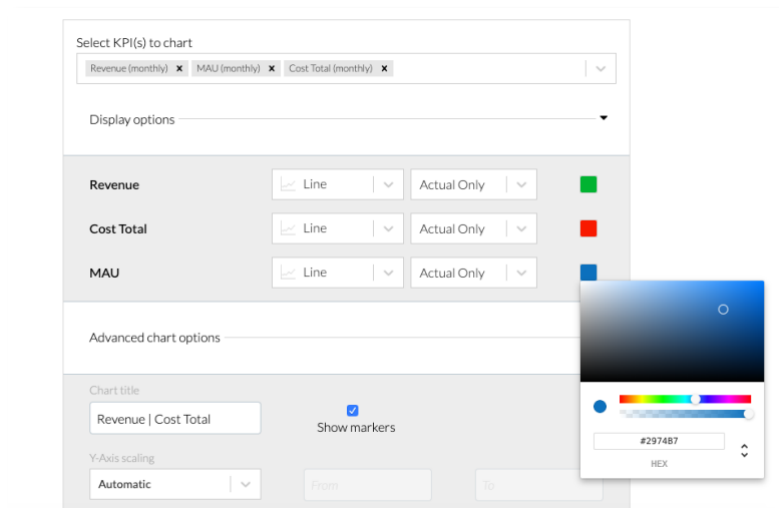 Select KPI(s) to chart
Revenue (monthly) × MAU (monthly) × Cost Total (monthly) ×
Display options
Revenue Line Actual Only
Cost Total Line Actual Only
MAU Line Actual Only
Advanced chart options
Chart title
Revenue | Cost Total
Show markers
Y-Axis scaling
Automatic From To
#2974B7
HEX